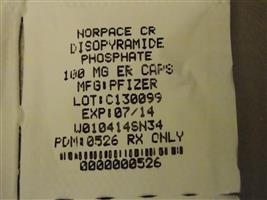 NORPACE CR
DISOPYRAMIDE
PHOSPHATE
100 MG ER CAPS
MFG:PFIZER
LOT:C130099
EXP:07/14
W010414SN34
PDM:0526 RX ONLY
0000000526